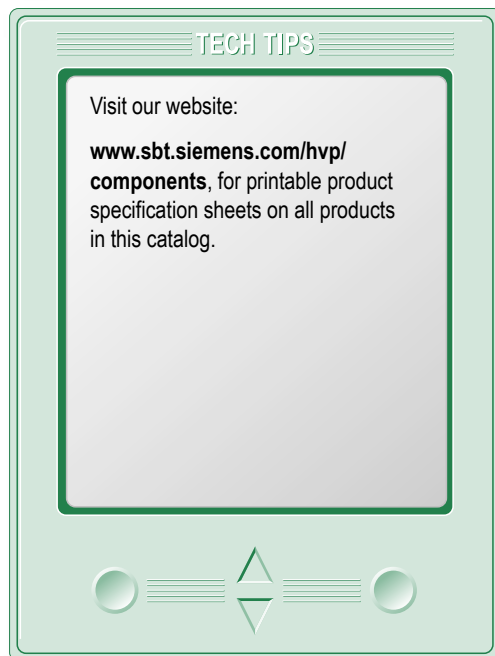 TECH TIPS
Visit our website:
www.sbt.siemens.com/hvp/
components, for printable product
specification sheets on all products
in this catalog.